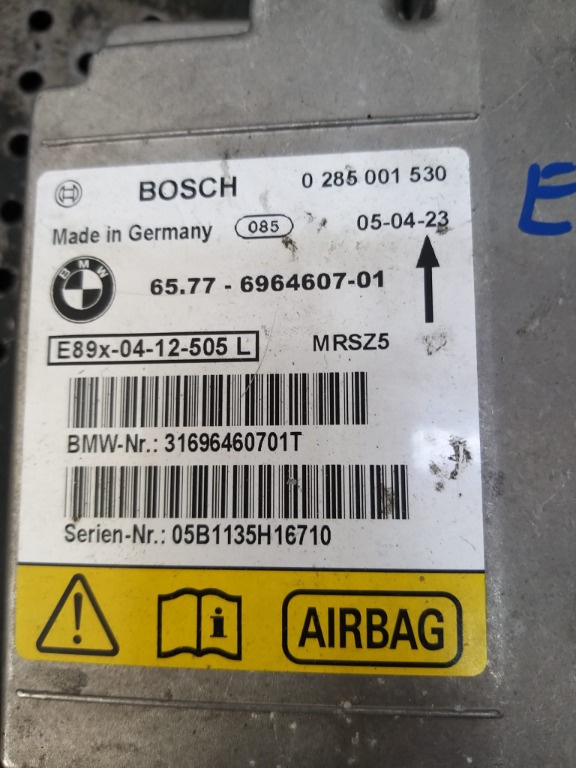 BOSCH 0 285 001 530
Made in Germany 085 05-04-23
BMW 65.77 - 6964607-01
E89x-04-12-505 L MRSZ5
BMW-Nr.: 31696460701T
Serien-Nr.: 05B1135H16710
i AIRBAG
E